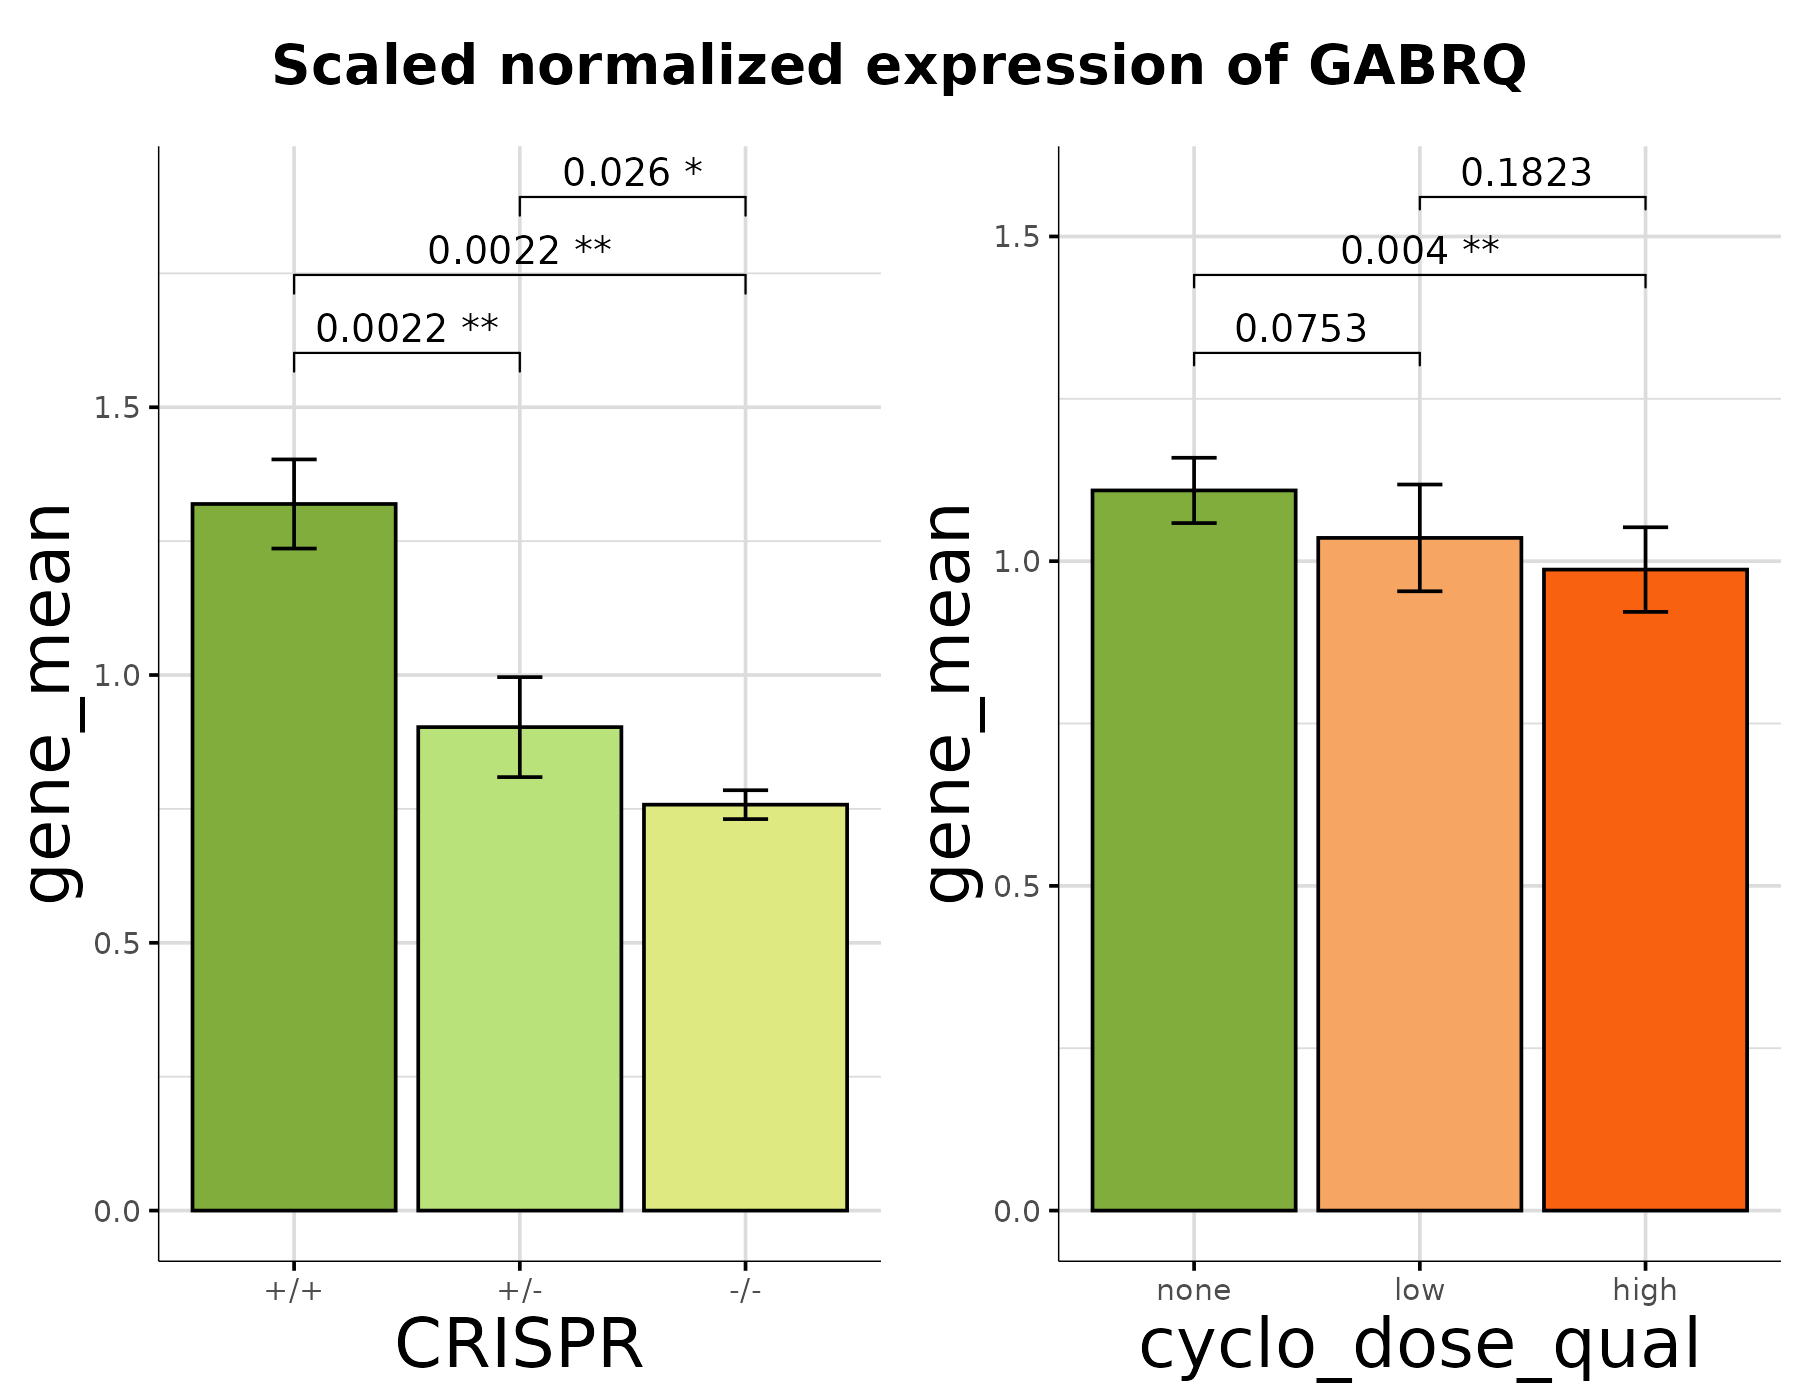 Scaled normalized expression of GABRQ
0.026 *
0.0022 **
0.0022 **
1.5
1.0
0.5
0.0
gene_mean
+/+ +/- -/-
CRISPR
0.1823
0.004 **
0.0753
1.5
1.0
0.5
0.0
gene_mean
none low high
cyclo_dose_qual